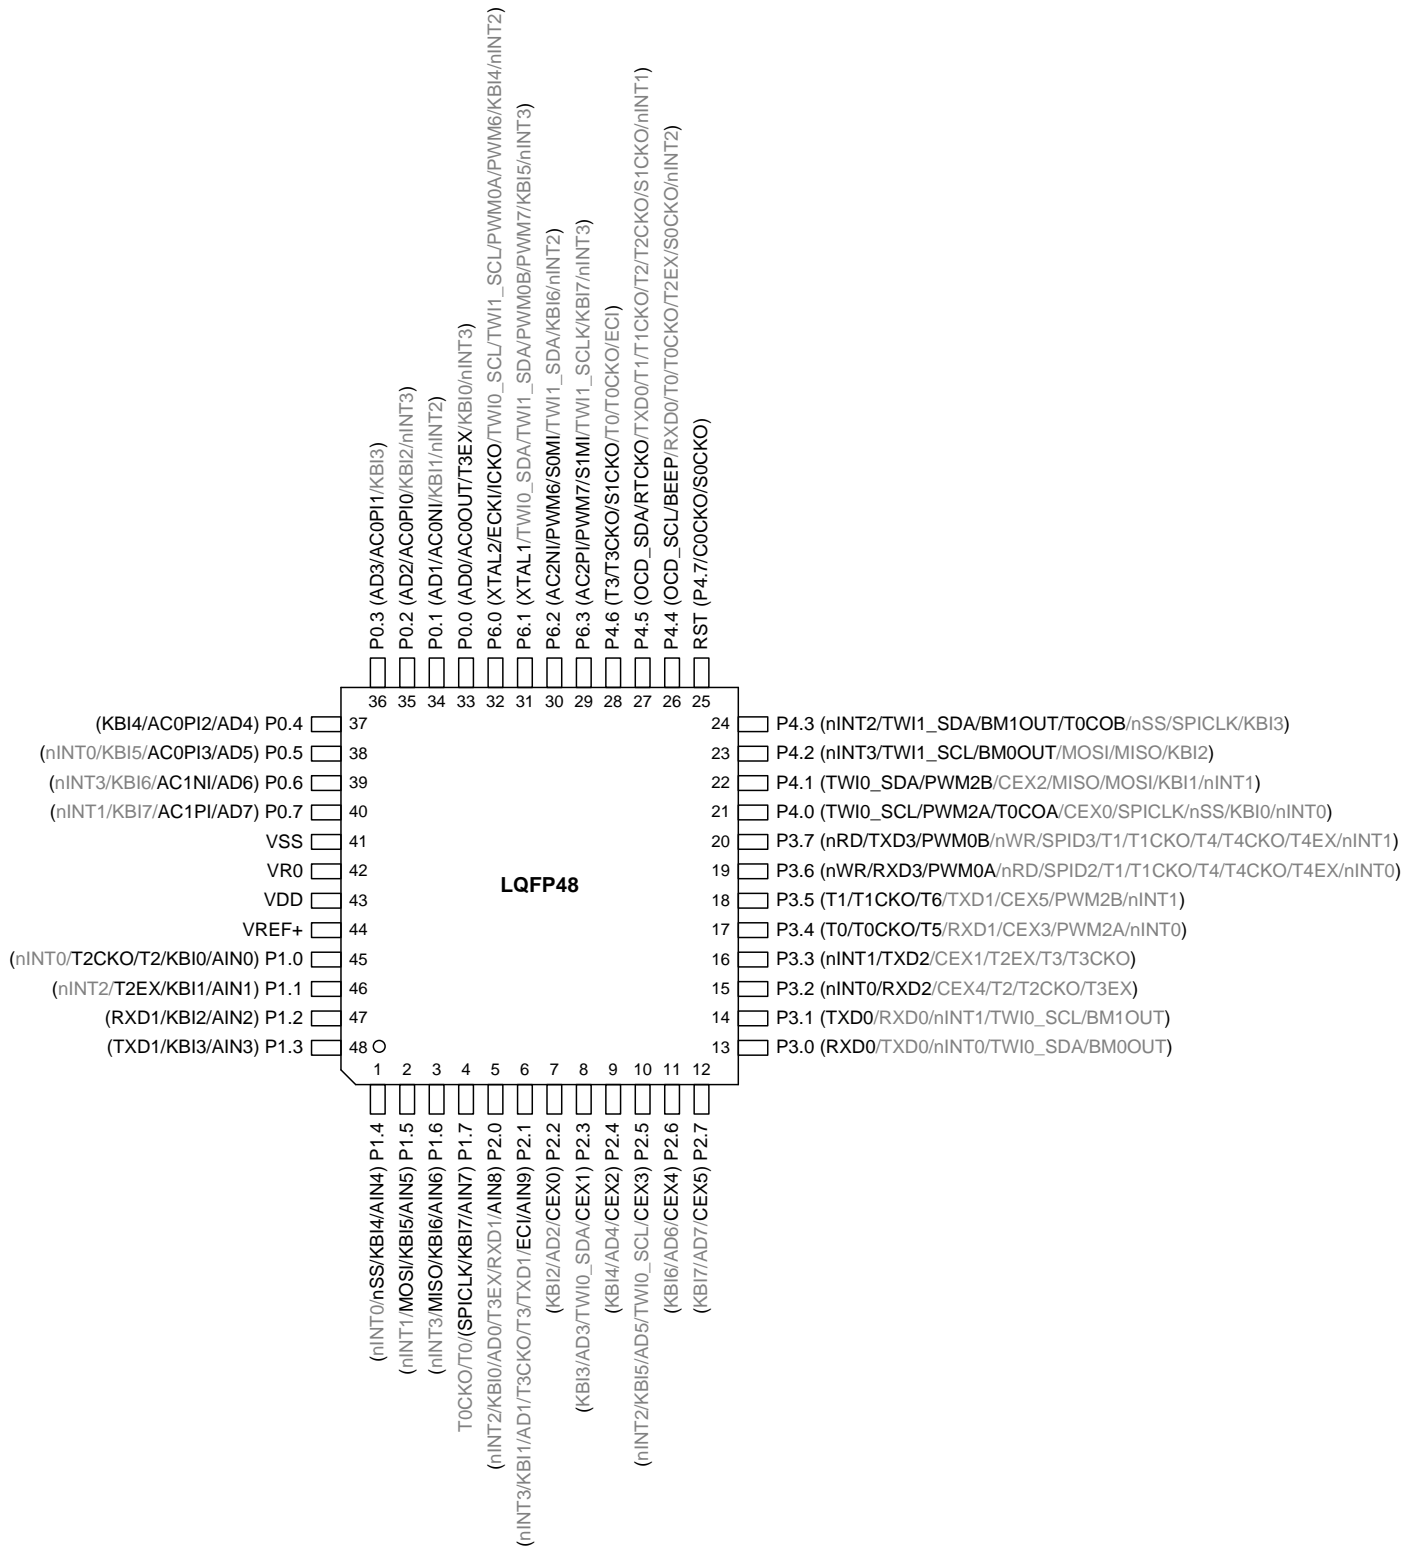 P0.3 (AD3/AC0PI1/KBI3)
P0.2 (AD2/AC0PI0/KBI2/nINT3)
P0.1 (AD1/AC0NI/KBI1/nINT2)
P0.0 (AD0/AC0OUT/T3EX/KBI0/nINT3)
P6.0 (XTAL2/ECKI/ICKO/TWI0_SCL/TWI1_SCL/PWM0A/PWM6/KBI4/nINT2)
P6.1 (XTAL1/TWI0_SDA/TWI1_SDA/PWM0B/PWM7/KBI5/nINT3)
P6.2 (AC2NI/PWM6/S0MI/TWI1_SDA/KBI6/nINT2)
P6.3 (AC2PI/PWM7/S1MI/TWI1_SCLK/KBI7/nINT3)
P4.6 (T3/T3CKO/S1CKO/T0/T0CKO/ECI)
P4.5 (OCD_SDA/RTCKO/TXD0/T1/T1CKO/T2/T2CKO/S1CKO/nINT1)
P4.4 (OCD_SCL/BEEP/RXD0/T0/T0CKO/T2EX/S0CKO/nINT2)
RST (P4.7/C0CKO/S0CKO)
36 35 34 33 32 31 30 29 28 27 26 25
(KBI4/AC0PI2/AD4) P0.4 37
(nINT0/KBI5/AC0PI3/AD5) P0.5 38
(nINT3/KBI6/AC1NI/AD6) P0.6 39
(nINT1/KBI7/AC1PI/AD7) P0.7 40
VSS 41
VR0 42
VDD 43
VREF+ 44
(nINT0/T2CKO/T2/KBI0/AIN0) P1.0 45
(nINT2/T2EX/KBI1/AIN1) P1.1 46
(RXD1/KBI2/AIN2) P1.2 47
(TXD1/KBI3/AIN3) P1.3 48
LQFP48
24 P4.3 (nINT2/TWI1_SDA/BM1OUT/T0COB/nSS/SPICLK/KBI3)
23 P4.2 (nINT3/TWI1_SCL/BM0OUT/MOSI/MISO/KBI2)
22 P4.1 (TWI0_SDA/PWM2B/CEX2/MISO/MOSI/KBI1/nINT1)
21 P4.0 (TWI0_SCL/PWM2A/T0COA/CEX0/SPICLK/nSS/KBI0/nINT0)
20 P3.7 (nRD/TXD3/PWM0B/nWR/SPID3/T1/T1CKO/T4/T4CKO/T4EX/nINT1)
19 P3.6 (nWR/RXD3/PWM0A/nRD/SPID2/T1/T1CKO/T4/T4CKO/T4EX/nINT0)
18 P3.5 (T1/T1CKO/T6/TXD1/CEX5/PWM2B/nINT1)
17 P3.4 (T0/T0CKO/T5/RXD1/CEX3/PWM2A/nINT0)
16 P3.3 (nINT1/TXD2/CEX1/T2EX/T3/T3CKO)
15 P3.2 (nINT0/RXD2/CEX4/T2/T2CKO/T3EX)
14 P3.1 (TXD0/RXD0/nINT1/TWI0_SCL/BM1OUT)
13 P3.0 (RXD0/TXD0/nINT0/TWI0_SDA/BM0OUT)
1 2 3 4 5 6 7 8 9 10 11 12
(nINT0/nSS/KBI4/AIN4) P1.4
(nINT1/MOSI/KBI5/AIN5) P1.5
(nINT3/MISO/KBI6/AIN6) P1.6
T0CKO/T0/(SPICLK/KBI7/AIN7) P1.7
(nINT2/KBI0/AD0/T3EX/RXD1/AIN8) P2.0
(nINT3/KBI1/AD1/T3CKO/T3/TXD1/ECI/AIN9) P2.1
(KBI2/AD2/CEX0) P2.2
(KBI3/AD3/TWI0_SDA/CEX1) P2.3
(KBI4/AD4/CEX2) P2.4
(nINT2/KBI5/AD5/TWI0_SCL/CEX3) P2.5
(KBI6/AD6/CEX4) P2.6
(KBI7/AD7/CEX5) P2.7